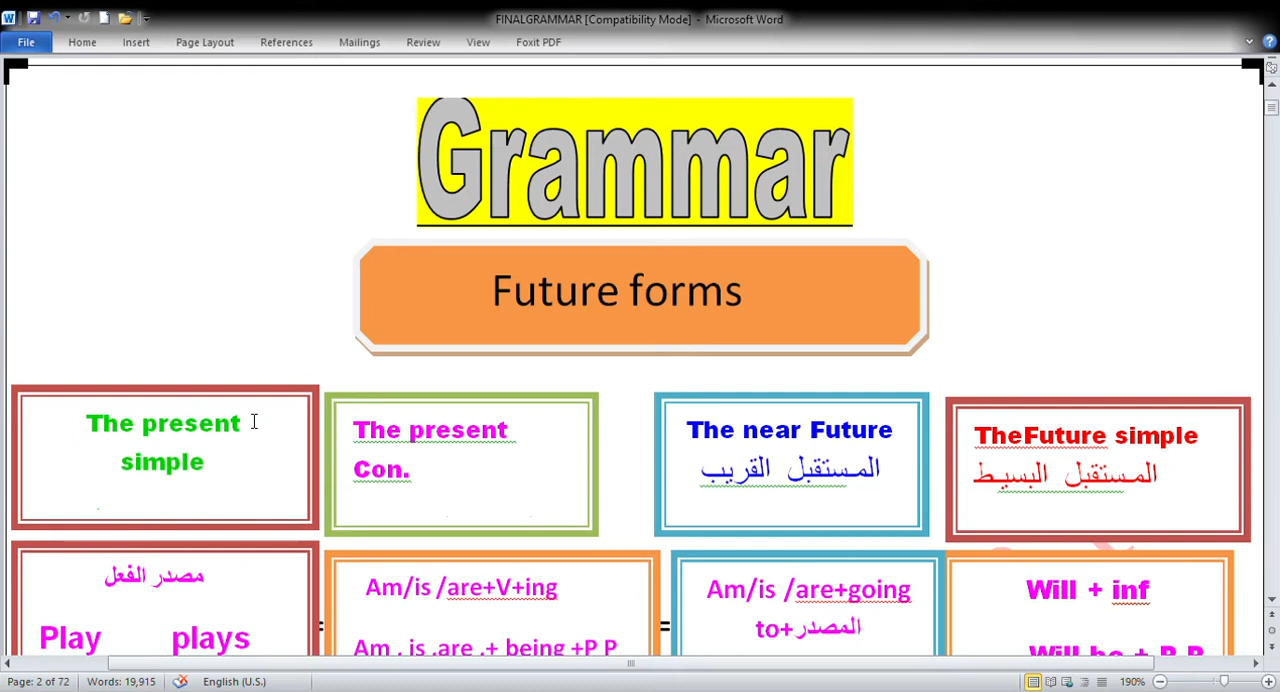 FINALGRAMMAR [Compatibility Mode] - Microsoft Word
File Home Insert Page Layout References Mailings Review View Foxit PDF
Grammar
Future forms
The present
simple
The present
Con.
The near Future
المستقبل القريب
TheFuture simple
المستقبل البسيط
مصدر الفعل
Play plays
Am/is /are+V+ing
=
Am , is ,are ,+ being +P P
=
Am/is /are+going
to+المصدر
Will + inf
Will be + P.P
Page: 2 of 72 Words: 19,915 English (U.S.) 190%